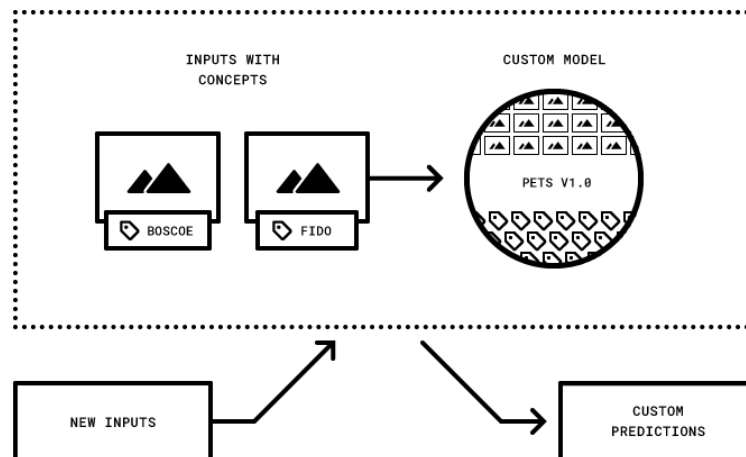 INPUTS WITH
CONCEPTS
CUSTOM MODEL
PETS V1.0
BOSCOE
FIDO
NEW INPUTS
CUSTOM
PREDICTIONS